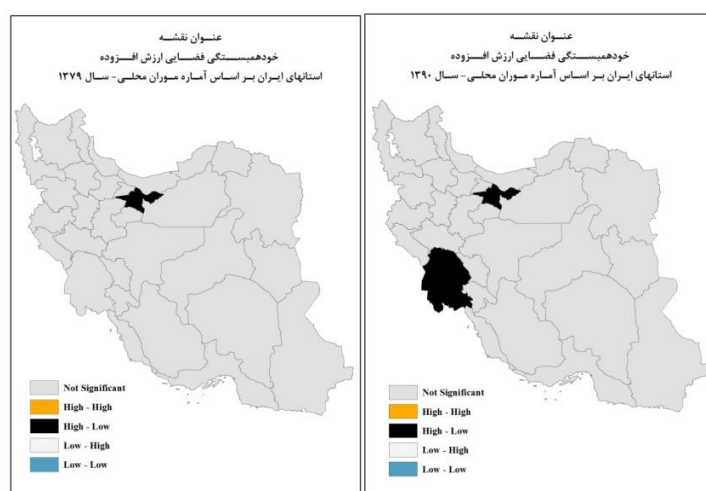 عنوان نقشه
خودهمبستگی فضایی ارزش افزوده
استانهای ایران بر اساس آماره موران محلی- سال ۱۳۷۹
Not Significant
High - High
High - Low
Low - High
Low - Low
عنوان نقشه
خودهمبستگی فضایی ارزش افزوده
استانهای ایران بر اساس آماره موران محلی- سال ۱۳۹۰
Not Significant
High - High
High - Low
Low - High
Low - Low